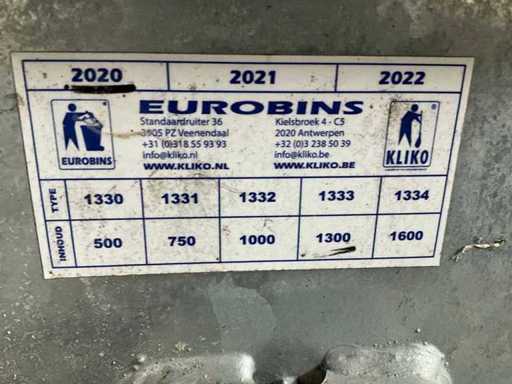 2020 2021 2022
EUROBINS
Standaardruiter 36 Kielsbroek 4 - C5
3905 PZ Veenendaal 2020 Antwerpen
+31 (0)318 55 93 93 +32 (0)3 238 50 39
info@kliko.nl info@kliko.be
WWW.KLIKO.NL WWW.KLIKO.BE
EUROBINS
® KLIKO
TYPE 1330 1331 1332 1333 1334
INHOUD 500 750 1000 1300 1600